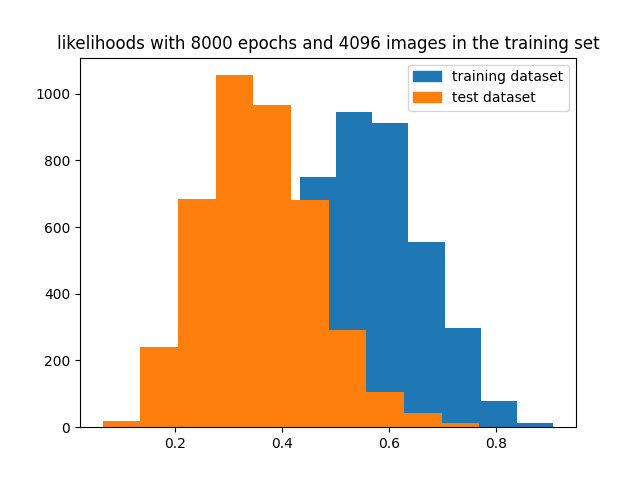 likelihoods with 8000 epochs and 4096 images in the training set
training dataset
test dataset
1000
800
600
400
200
0
0.2 0.4 0.6 0.8